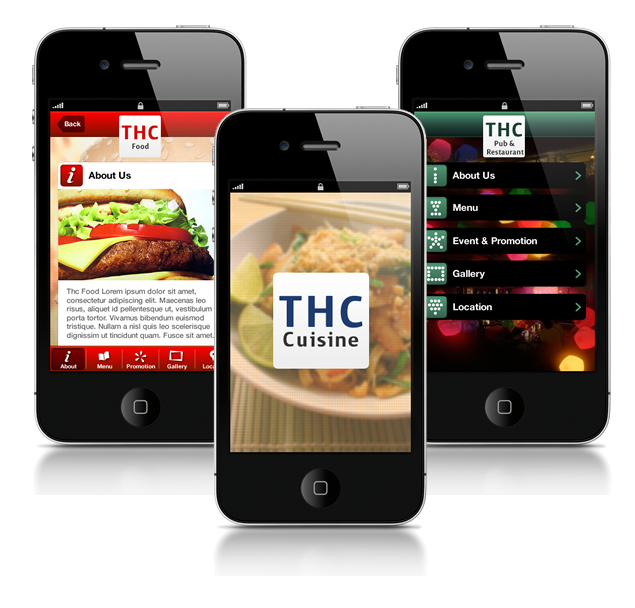 Back
THC
Food
About Us
Thc Food Lorem ipsum dolor sit amet,
consectetur adipiscing elit. Maecenas leo
risus, aliquet id pellentesque ut, vestibulum
porta tortor. Vivamus bibendum euismod
tristique. Nullam a nisl quis leo scelerisque
dignissim ut tincidunt quam. Fusce sit amet
About
Menu
Promotion
Gallery
THC
Cuisine
THC
Pub &
Restaurant
About Us
Menu
Event & Promotion
Gallery
Location